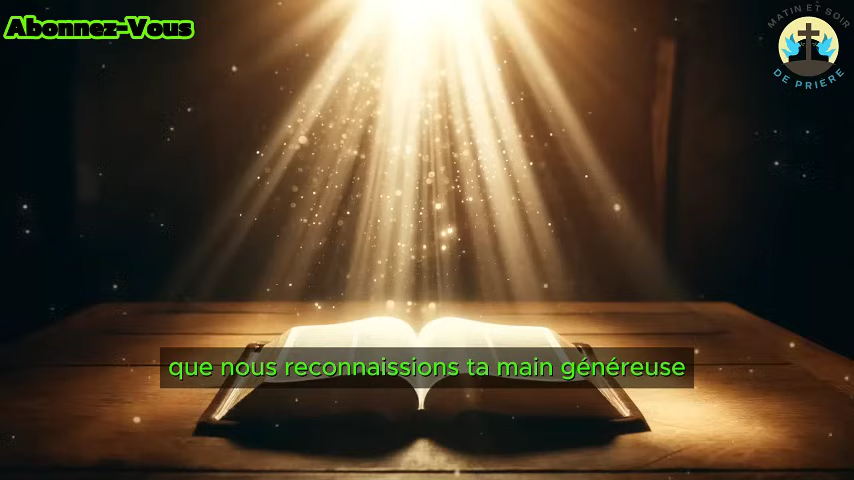 Abonnez-Vous
MATIN ET SOIR
DE PRIERE
que nous reconnaissions ta main généreuse